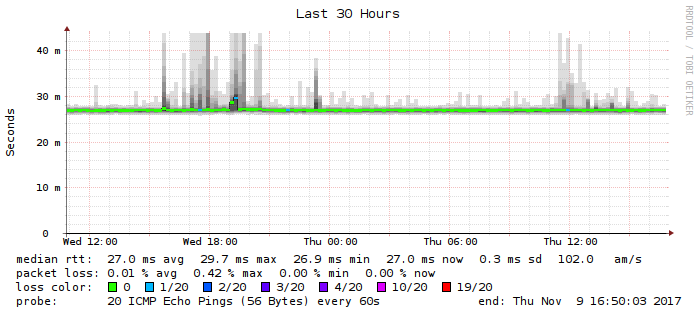 Last 30 Hours
RRDTOOL / TOBI OETIKER
Seconds
40 m
30 m
20 m
10 m
0
Wed 12:00 Wed 18:00 Thu 00:00 Thu 06:00 Thu 12:00
median rtt: 27.0 ms avg 29.7 ms max 26.9 ms min 27.0 ms now 0.3 ms sd 102.0 am/s
packet loss: 0.01 % avg 0.42 % max 0.00 % min 0.00 % now
loss color: 0 1/20 2/20 3/20 4/20 10/20 19/20
probe: 20 ICMP Echo Pings (56 Bytes) every 60s end: Thu Nov 9 16:50:03 2017